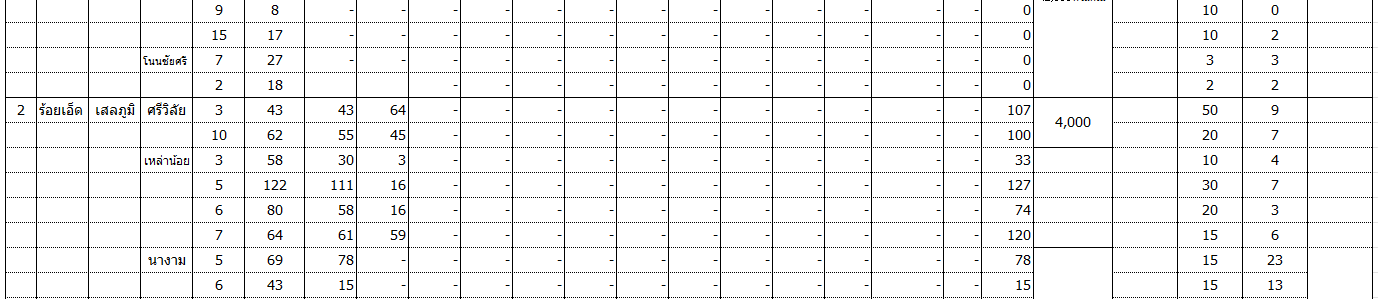 9 8 - - - - - - - - - - - 0 10 0
15 17 - - - - - - - - - - - 0 10 2
โนนชัยศรี 7 27 - - - - - - - - - - - 0 3 3
2 18 - - - - - - - - - - - 0 2 2
2 ร้อยเอ็ด เสลภูมิ ศรีวิลัย 3 43 43 64 - - - - - - - - - 107 50 9
4,000
10 62 55 45 - - - - - - - - - 100 20 7
เหล่าน้อย 3 58 30 3 - - - - - - - - - 33 10 4
5 122 111 16 - - - - - - - - - 127 30 7
6 80 58 16 - - - - - - - - - 74 20 3
7 64 61 59 - - - - - - - - - 120 15 6
นางาม 5 69 78 - - - - - - - - - - 78 15 23
6 43 15 - - - - - - - - - - 15 15 13